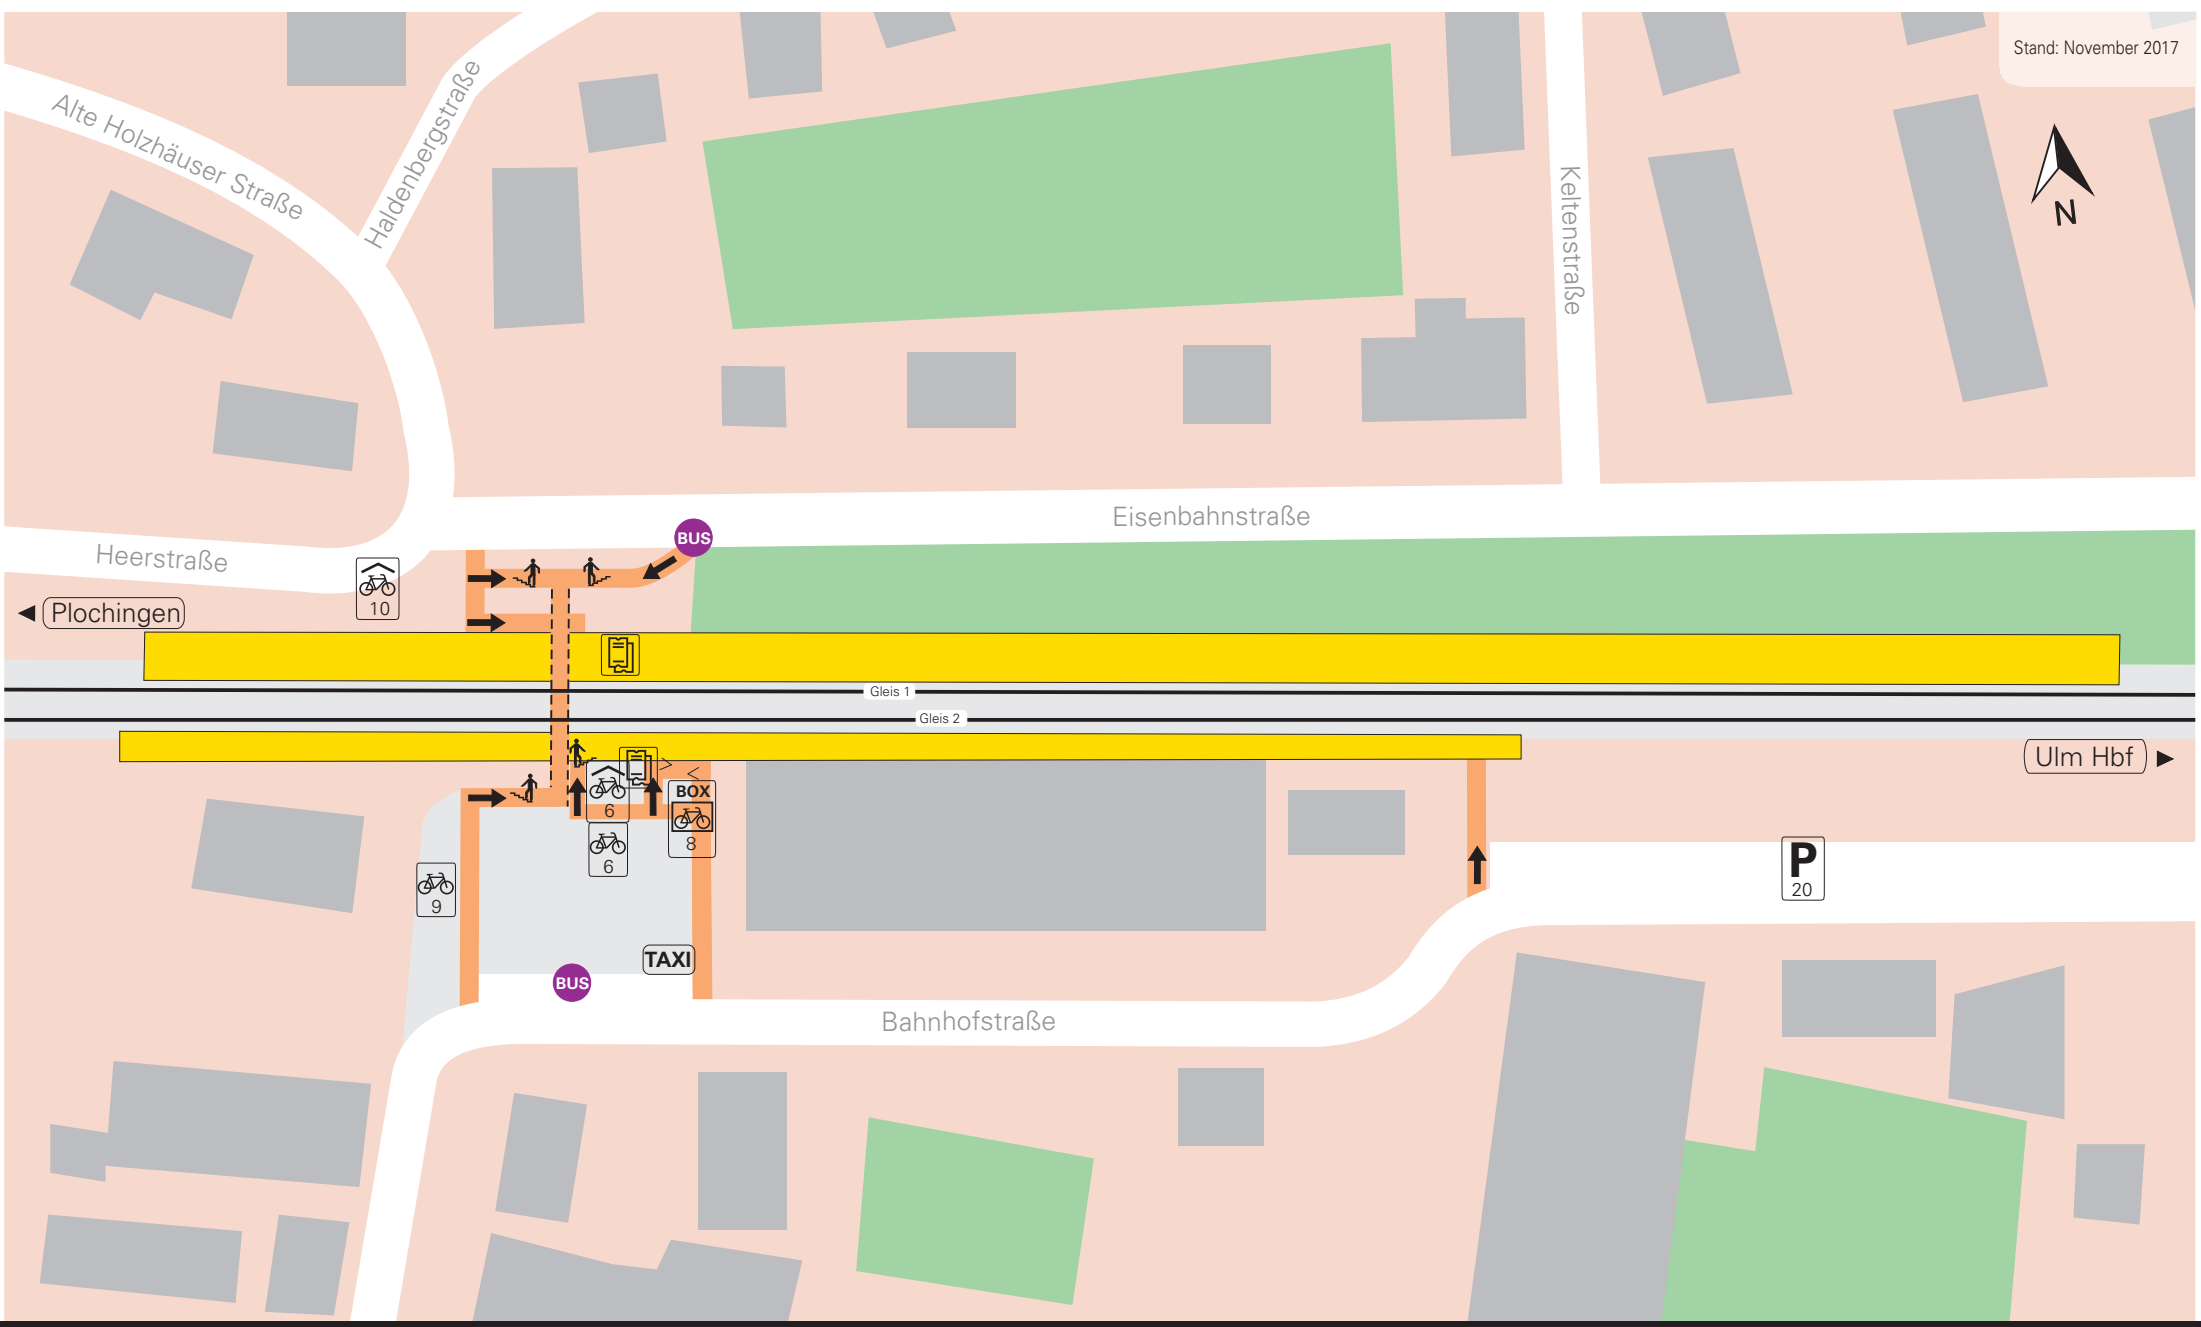 Stand: November 2017
Alte Holzhäuser Straße
Haldenbergstraße
Keltenstraße
N
Eisenbahnstraße
BUS
Heerstraße
10
Plochingen
Gleis 1
Gleis 2
Ulm Hbf
> <
BOX
6
8
6
P
20
9
TAXI
BUS
Bahnhofstraße